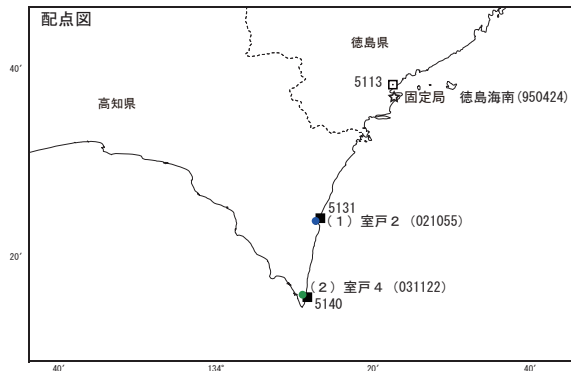 配点図
徳島県
40′
5113
固定局 徳島海南(950424)
高知県
5131
(1) 室戸2 (021055)
20′
(2) 室戸4 (031122)
5140
40′
134°
20′
40′